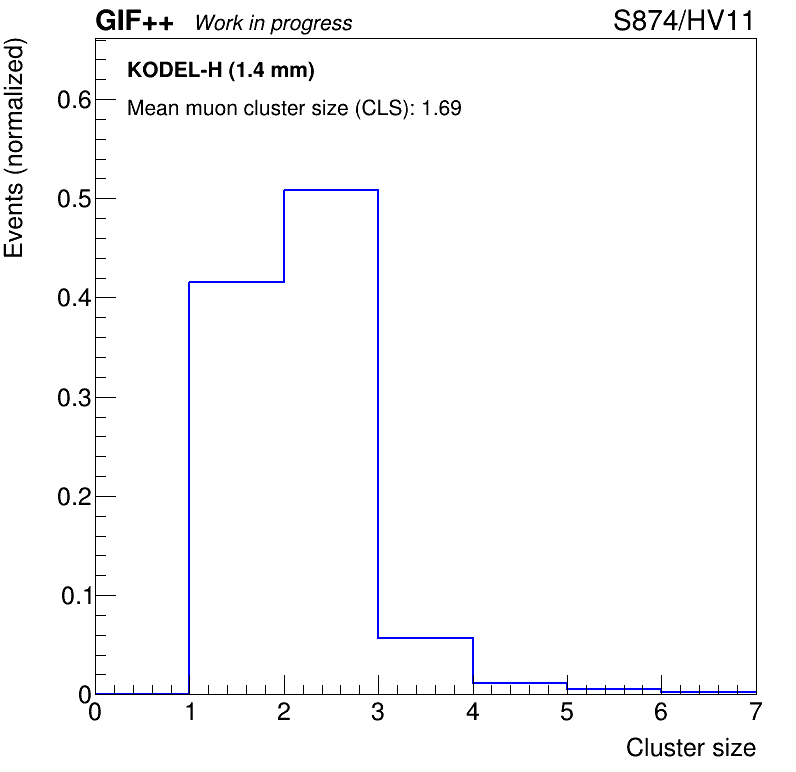 GIF++ Work in progress S874/HV11
KODEL-H (1.4 mm)
Mean muon cluster size (CLS): 1.69
Events (normalized)
0.6
0.5
0.4
0.3
0.2
0.1
0
0 1 2 3 4 5 6 7
Cluster size